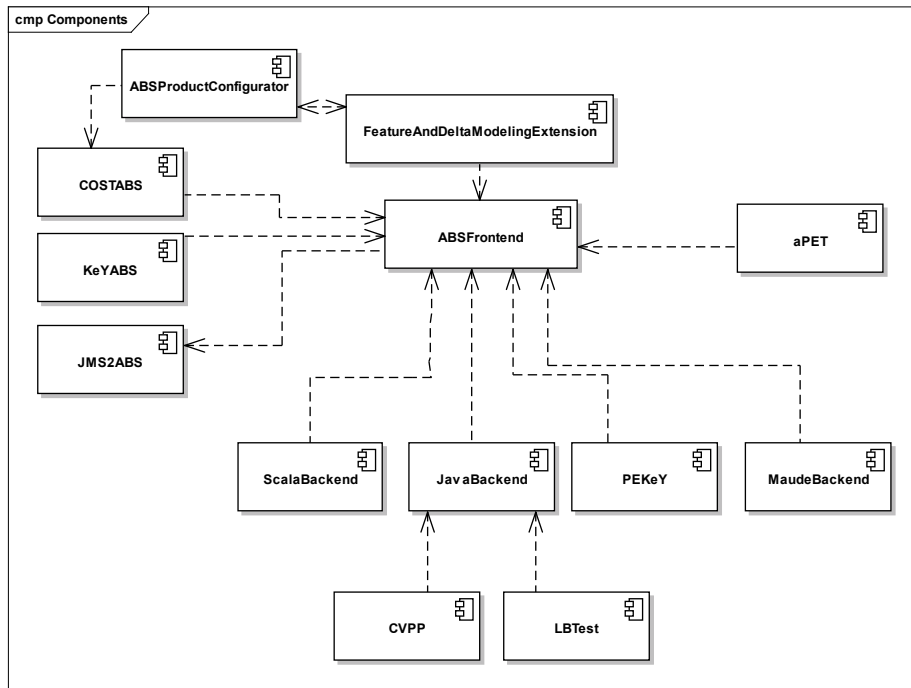 cmp Components
ABSProductConfigurator
FeatureAndDeltaModelingExtension
COSTABS
ABSFrontend
aPET
KeYABS
JMS2ABS
ScalaBackend
JavaBackend
PEKeY
MaudeBackend
CVPP
LBTest